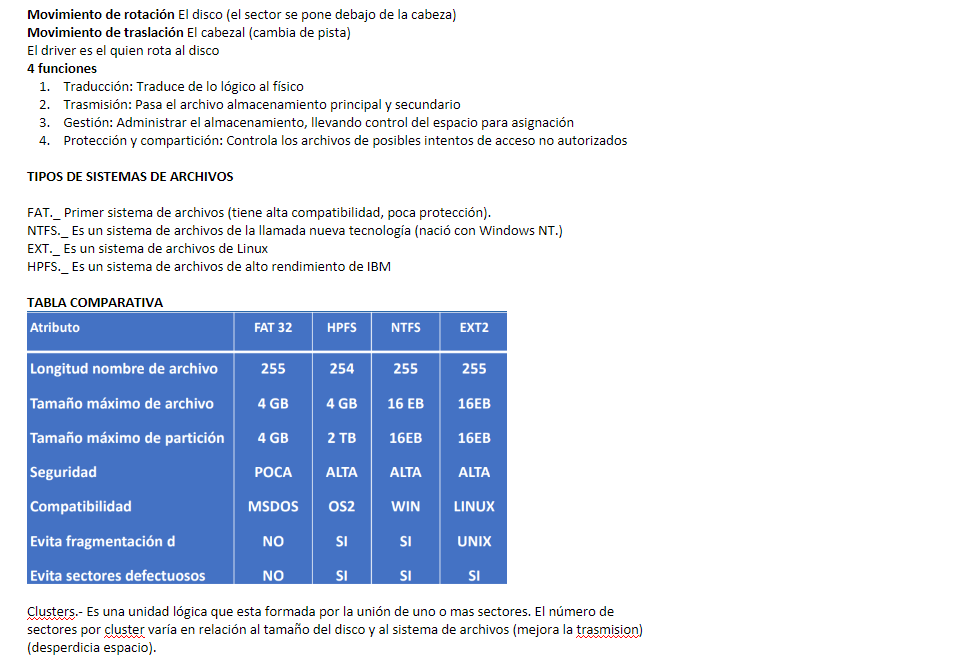 Movimiento de rotación El disco (el sector se pone debajo de la cabeza)
Movimiento de traslación El cabezal (cambia de pista)
El driver es el quien rota al disco
4 funciones
1. Traducción: Traduce de lo lógico al físico
2. Trasmisión: Pasa el archivo almacenamiento principal y secundario
3. Gestión: Administrar el almacenamiento, llevando control del espacio para asignación
4. Protección y compartición: Controla los archivos de posibles intentos de acceso no autorizados
TIPOS DE SISTEMAS DE ARCHIVOS
FAT._ Primer sistema de archivos (tiene alta compatibilidad, poca protección).
NTFS._ Es un sistema de archivos de la llamada nueva tecnología (nació con Windows NT.)
EXT._ Es un sistema de archivos de Linux
HPFS._ Es un sistema de archivos de alto rendimiento de IBM
TABLA COMPARATIVA
Atributo FAT 32 HPFS NTFS EXT2
Longitud nombre de archivo 255 254 255 255
Tamaño máximo de archivo 4 GB 4 GB 16 EB 16EB
Tamaño máximo de partición 4 GB 2 TB 16EB 16EB
Seguridad POCA ALTA ALTA ALTA
Compatibilidad MSDOS OS2 WIN LINUX
Evita fragmentación d NO SI SI UNIX
Evita sectores defectuosos NO SI SI SI
Clusters.- Es una unidad lógica que esta formada por la unión de uno o mas sectores. El número de
sectores por cluster varía en relación al tamaño del disco y al sistema de archivos (mejora la trasmision)
(desperdicia espacio).